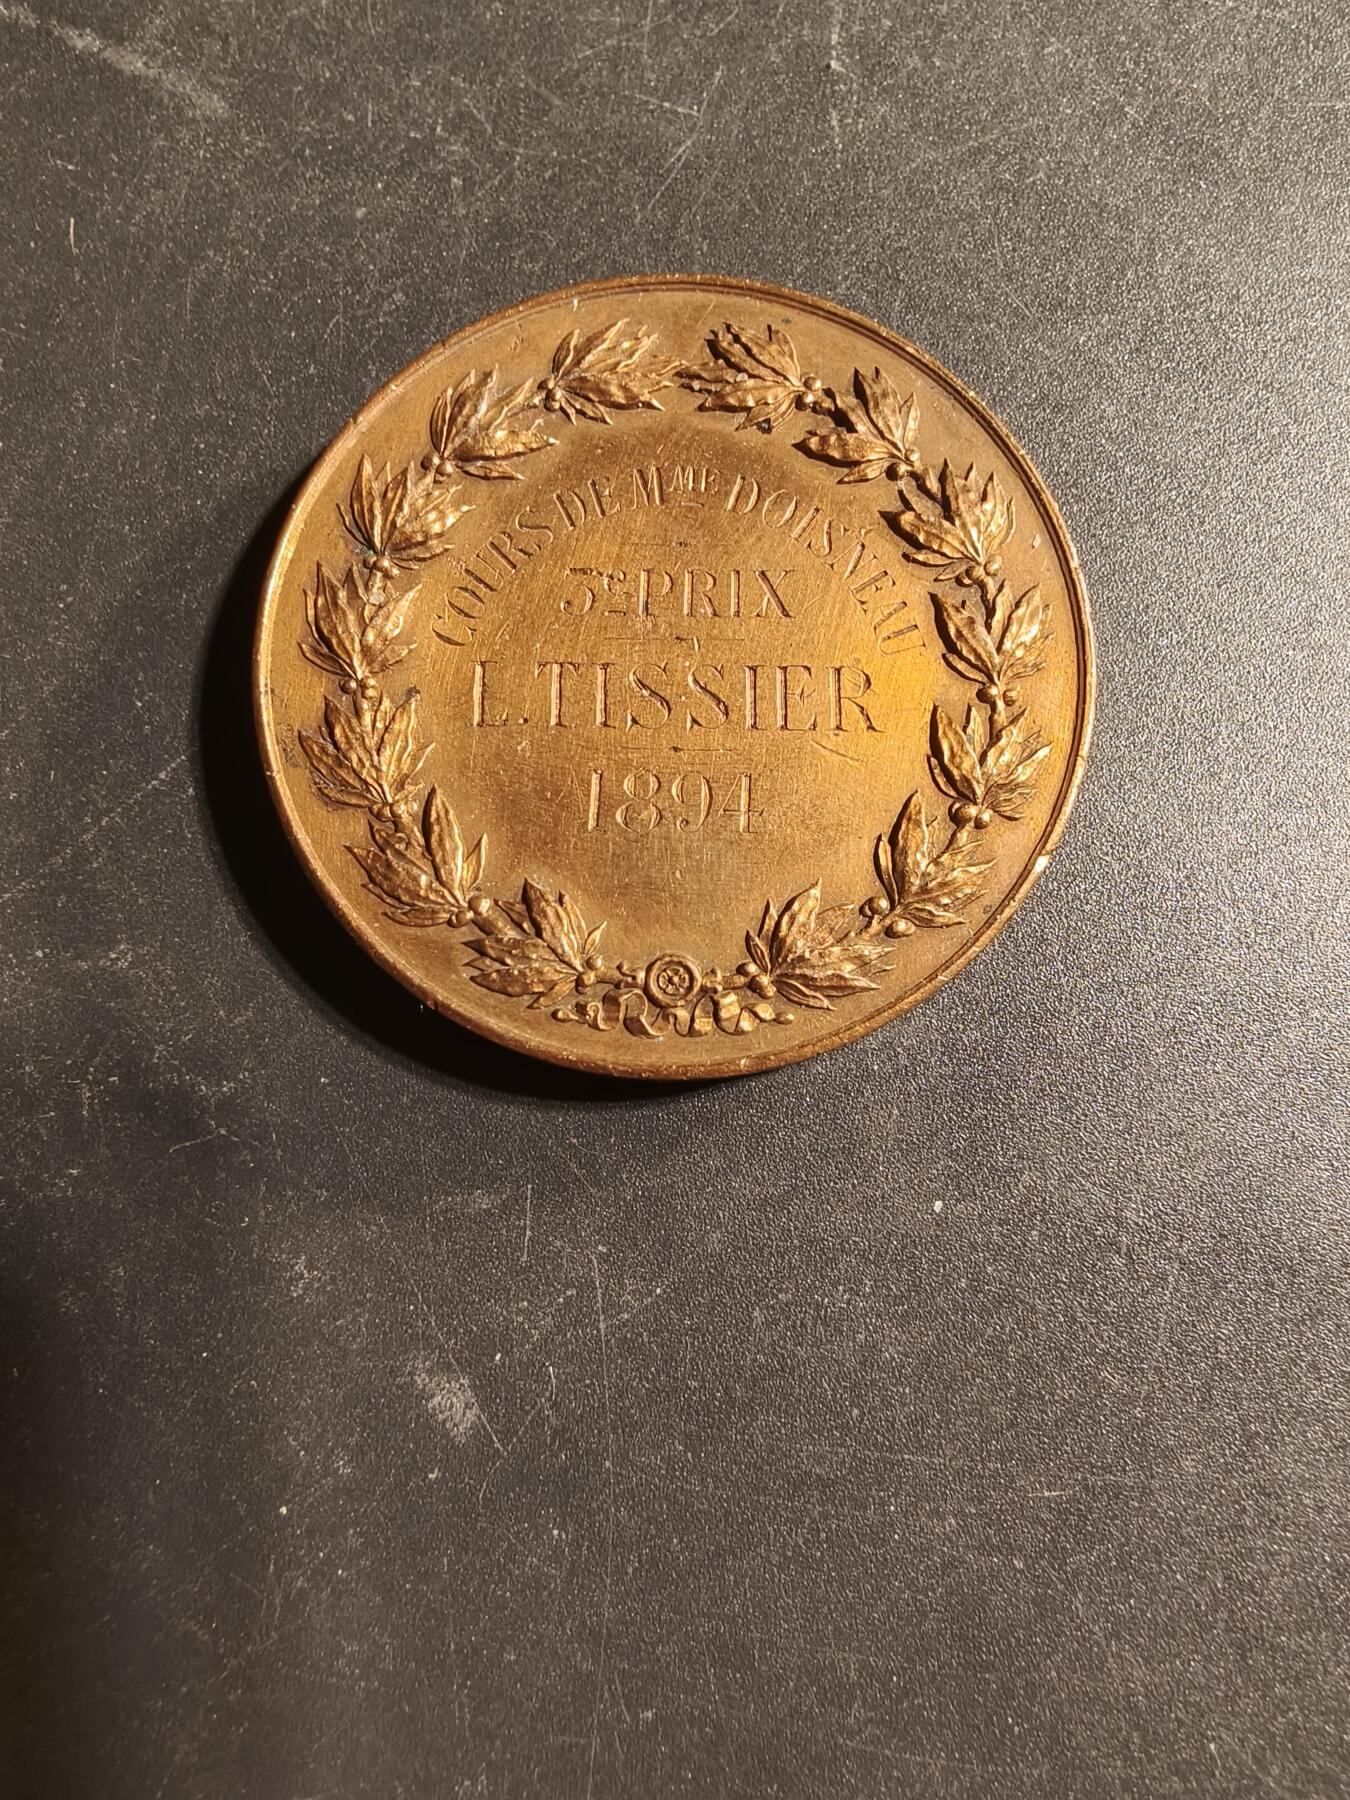 COURS DE MME DOISNEAU
3E PRIX
L. TISSIER
1894